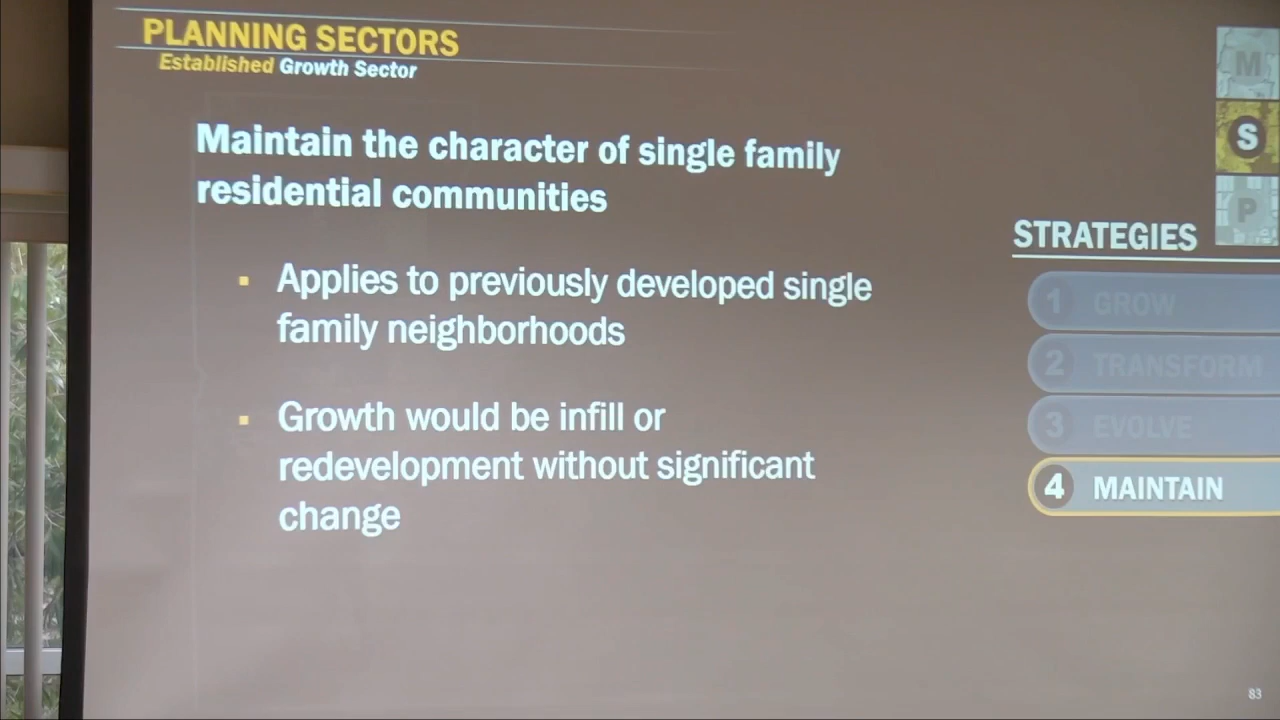 PLANNING SECTORS
Established Growth Sector
Maintain the character of single family
residential communities
Applies to previously developed single
family neighborhoods
Growth would be infill or
redevelopment without significant
change
M
S
P
STRATEGIES
1 GROW
2 TRANSFORM
3 EVOLVE
4 MAINTAIN
83